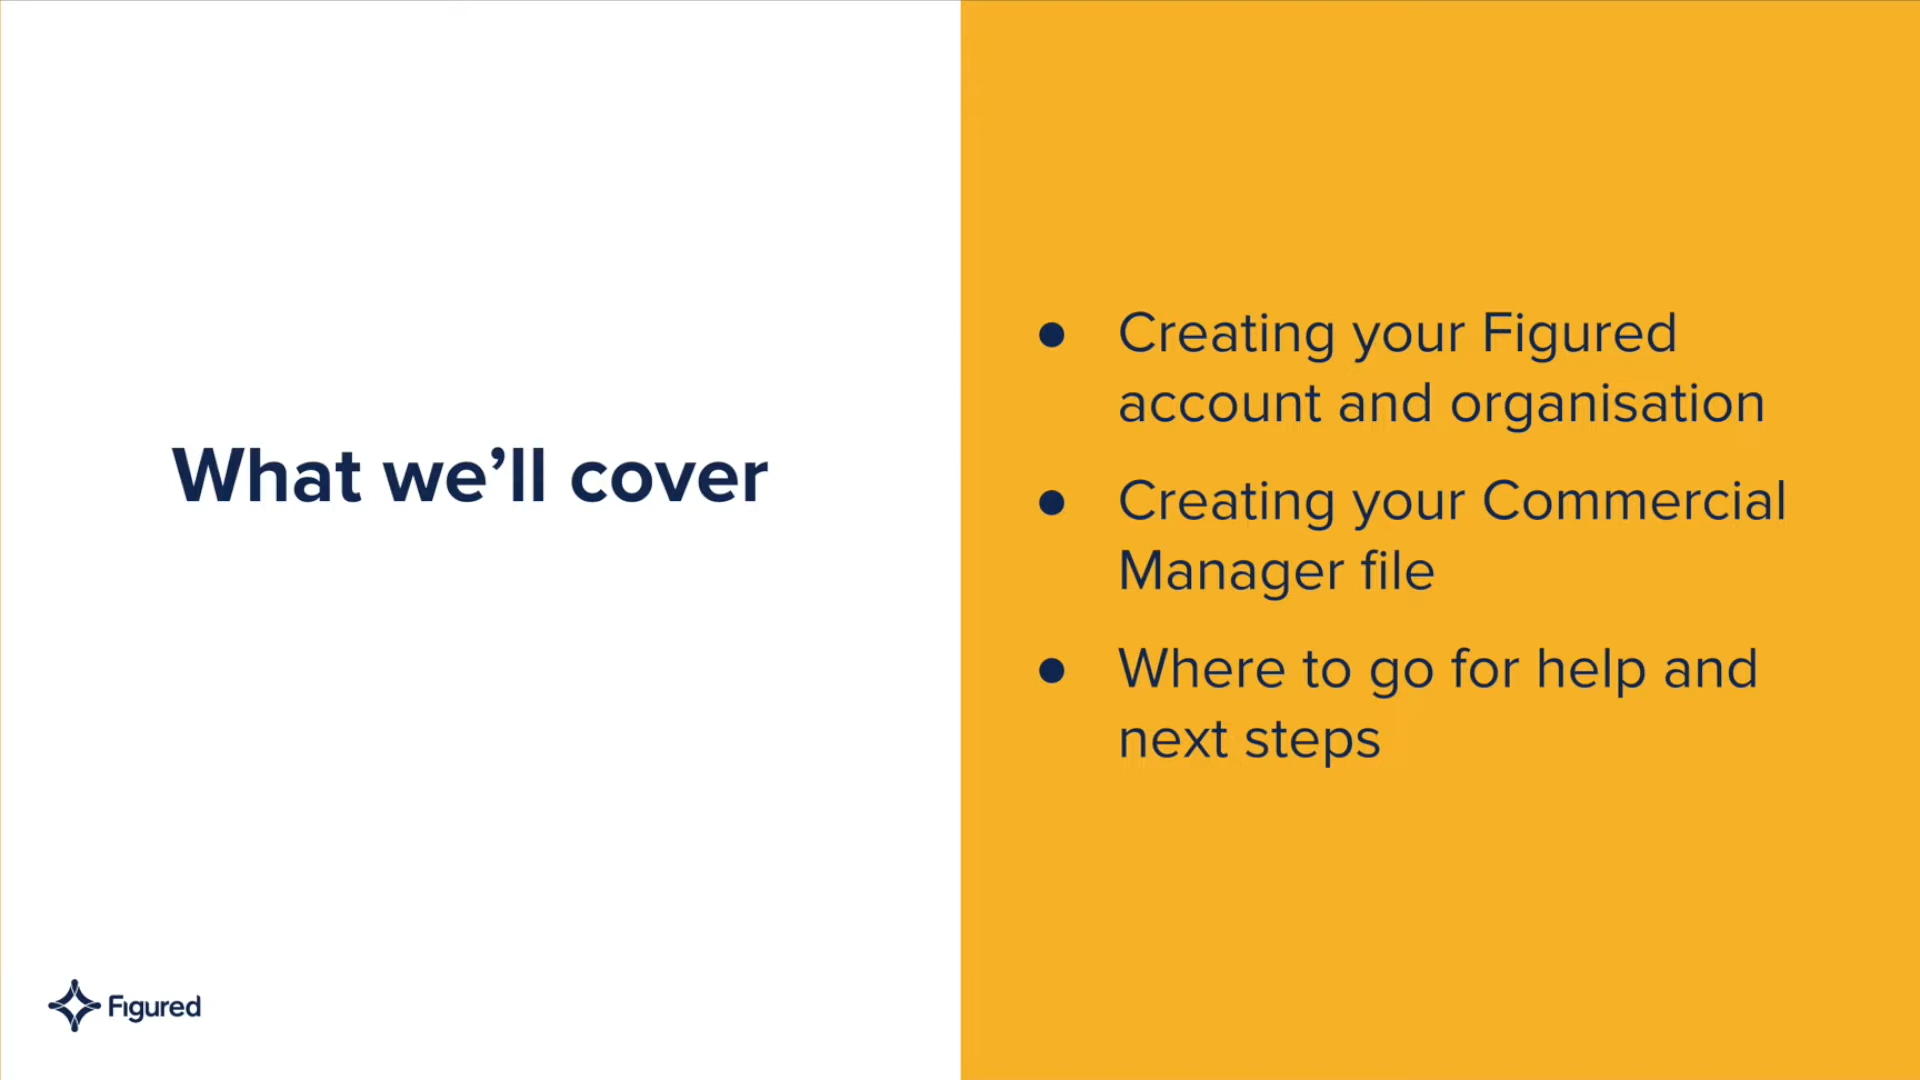 What we’ll cover
● Creating your Figured
account and organisation
● Creating your Commercial
Manager file
● Where to go for help and
next steps
Figured